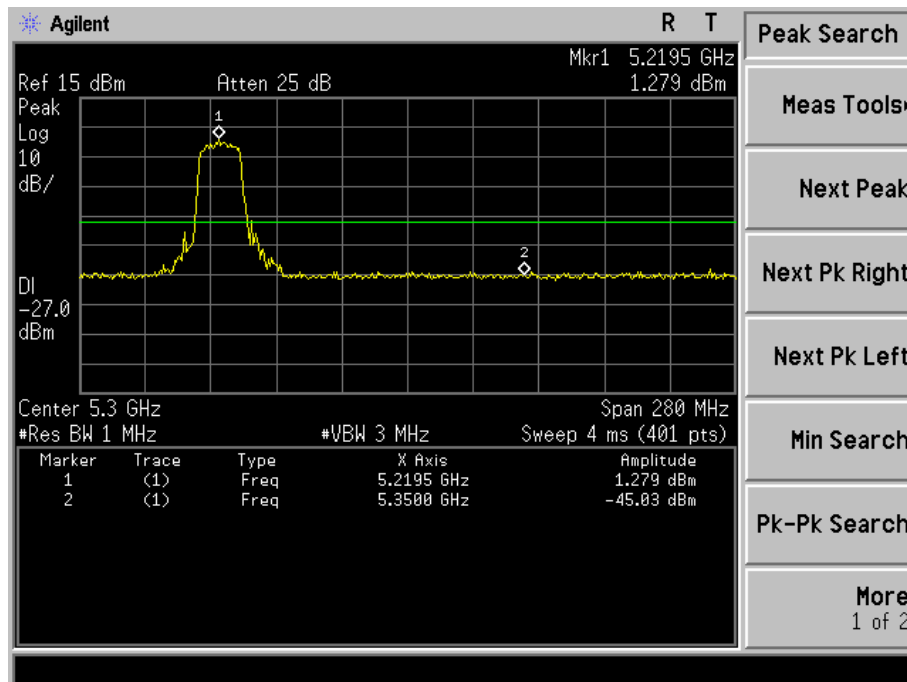 Agilent R T
Peak Search
Mkr1 5.2195 GHz
Ref 15 dBm Atten 25 dB 1.279 dBm
Peak
Log
10
dB/
1
2
DI
-27.0
dBm
Center 5.3 GHz Span 280 MHz
#Res BW 1 MHz #VBW 3 MHz Sweep 4 ms (401 pts)
Marker Trace Type X Axis Amplitude
1 (1) Freq 5.2195 GHz 1.279 dBm
2 (1) Freq 5.3500 GHz -45.03 dBm
Meas Tools
Next Peak
Next Pk Right
Next Pk Left
Min Search
Pk-Pk Search
More
1 of 2